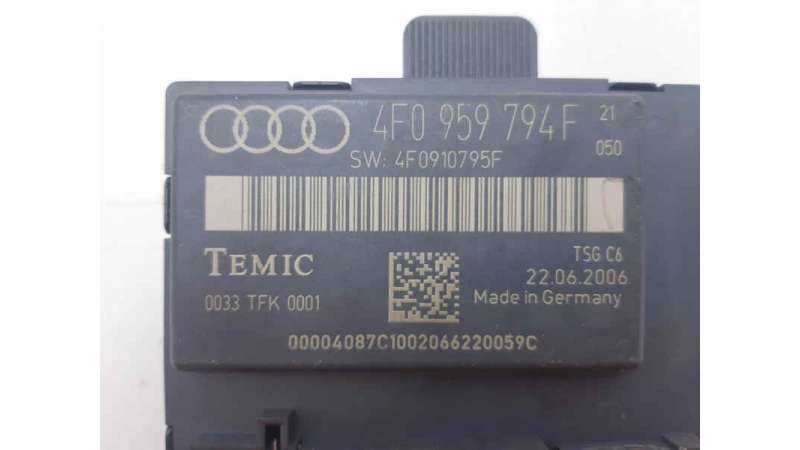 4F0 959 794 F 21
050
SW: 4F0910795F
TEMIC
TSG C6
22.06.2006
0033 TFK 0001
Made in Germany
00004087C1002066220059C